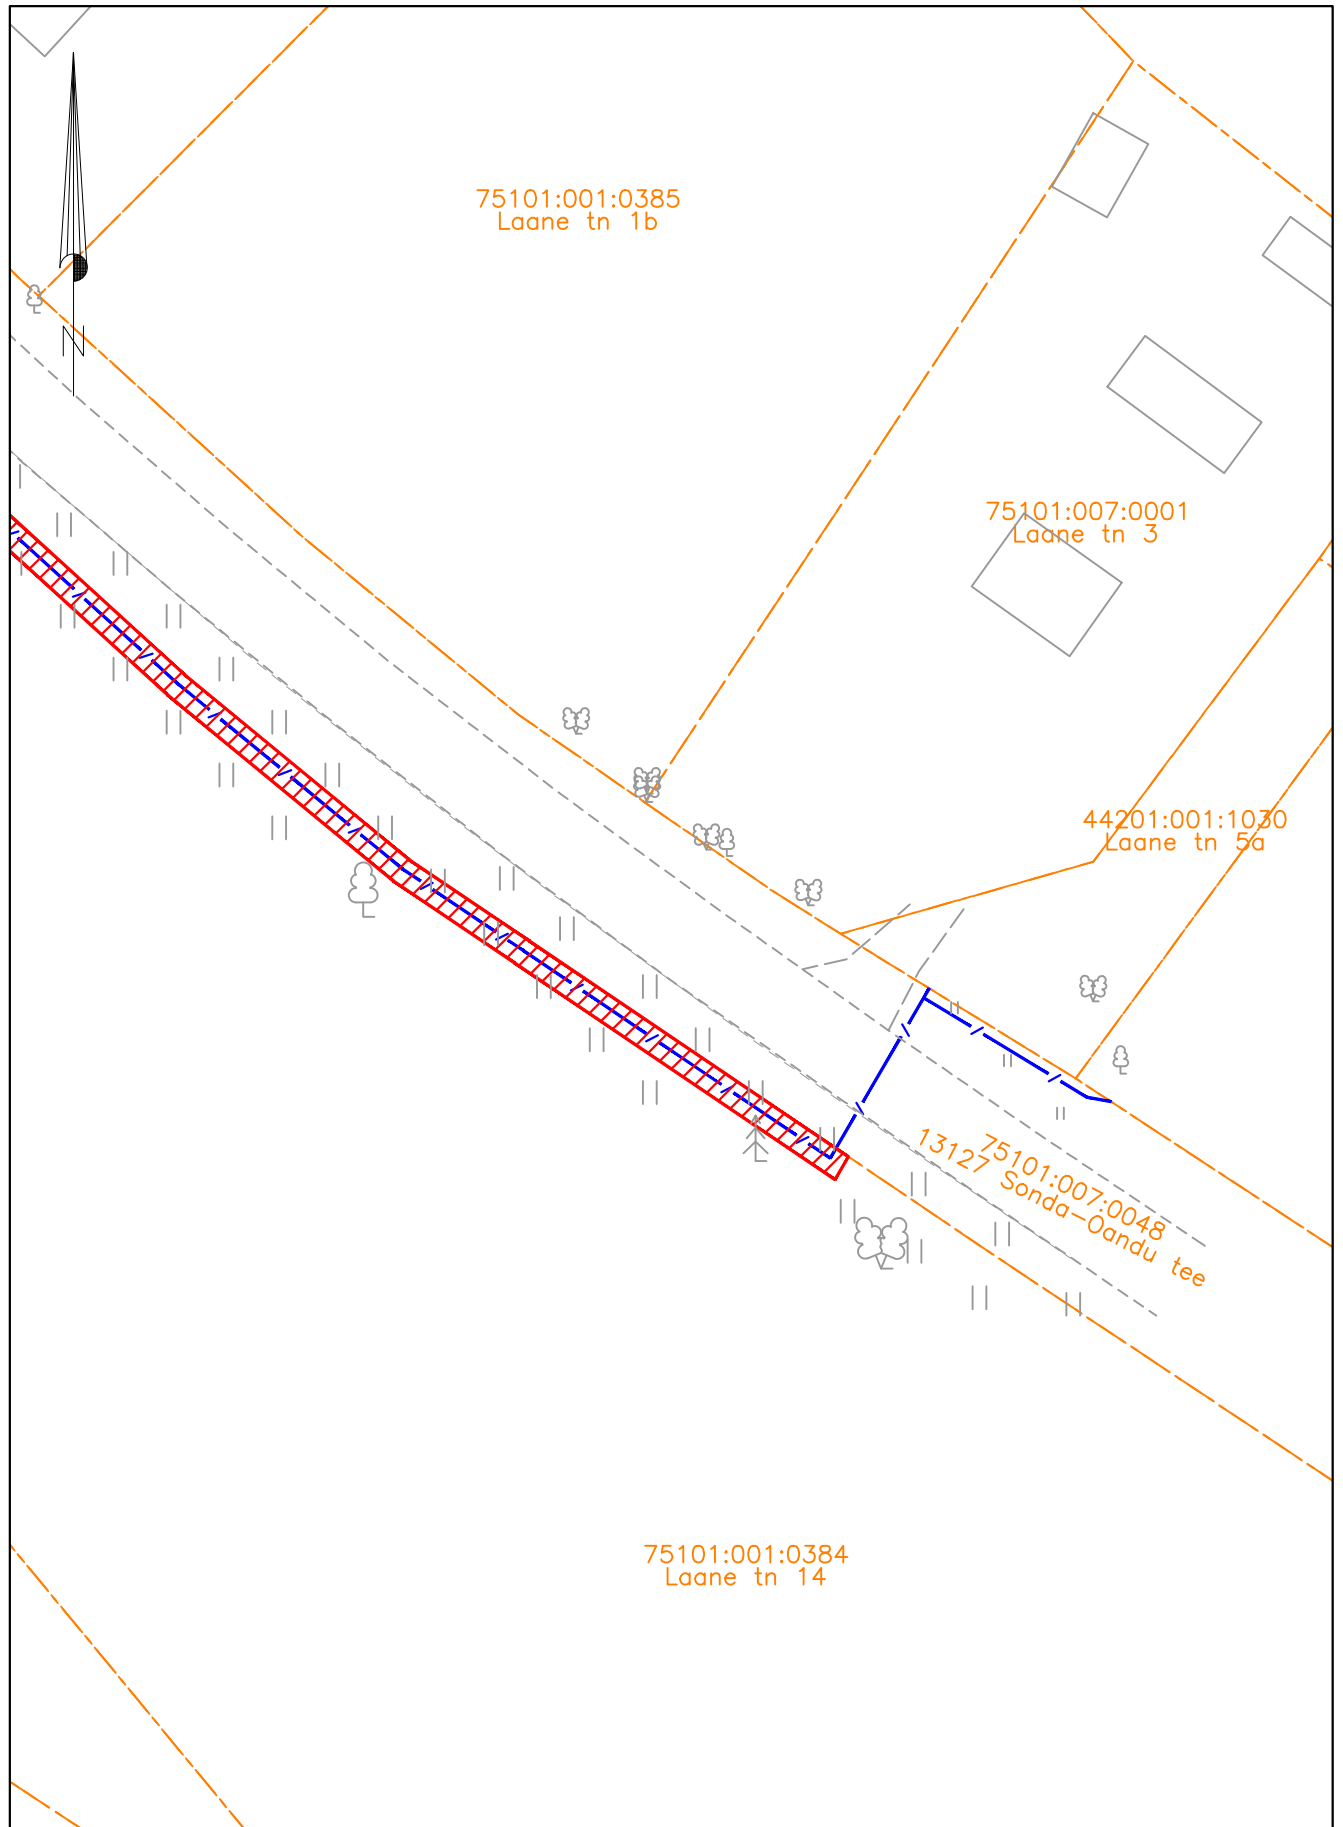 75101:001:0385
Laane tn 1b
N
75101:007:0001
Laane tn 3
44201:001:1030
Laane tn 5a
75101:007:0048
13127 Sonda-Oandu tee
75101:001:0384
Laane tn 14